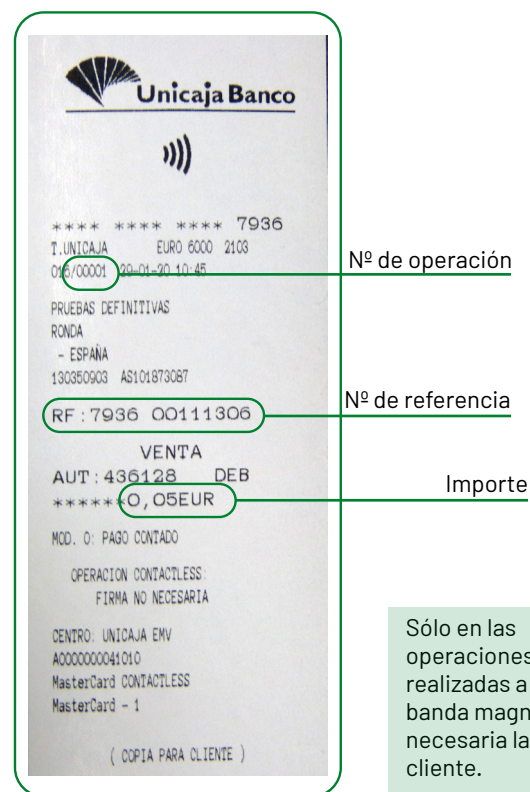 Unicaja Banco
**** **** **** 7936
T.UNICAJA EURO 6000 2103
016/00001 29-01-20 10:45
Nº de operación
PRUEBAS DEFINITIVAS
RONDA
- ESPAÑA
130350903 AS101873087
RF:7936 00111306
Nº de referencia
VENTA
AUT:436128 DEB
******0,05EUR
Importe
MOD. O: PAGO CONTADO
OPERACION CONTACTLESS:
FIRMA NO NECESARIA
CENTRO: UNICAJA EMV
A0000000041010
MasterCard CONTACTLESS
MasterCard - 1
( COPIA PARA CLIENTE )
Sólo en las
operaciones
realizadas a
banda magn
necesaria la
cliente.